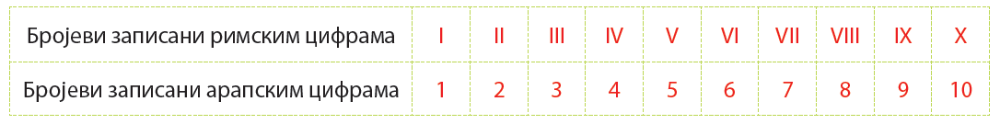 Бројеви записани римским цифрама I II III IV V VI VII VIII IX X
Бројеви записани арапским цифрама 1 2 3 4 5 6 7 8 9 10